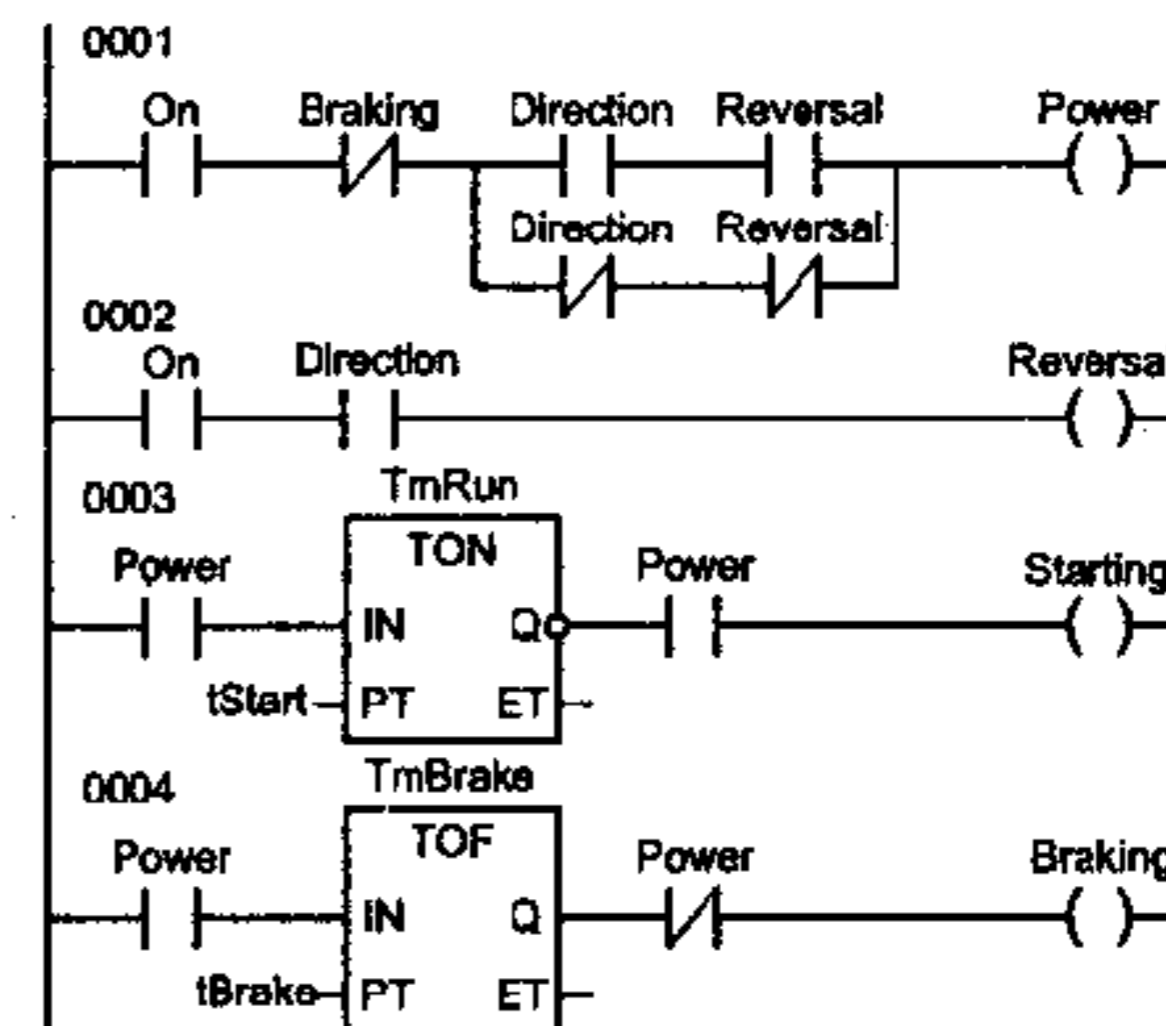 0001
On Braking Direction Reversal Power
Direction Reversal
0002
On Direction Reversa
0003
TmRun
TON
Power Power Starting
IN Q
tStart PT ET
0004
TmBrake
TOF
Power Power Braking
IN Q
tBrake PT ET